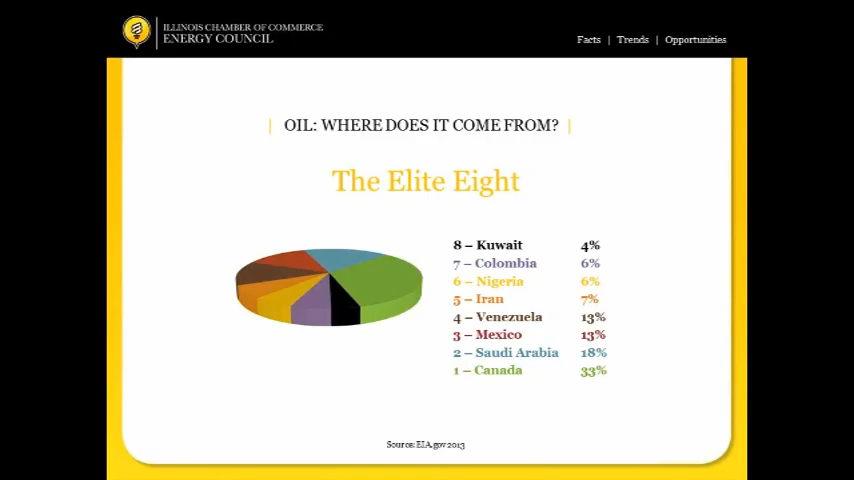 ILLINOIS CHAMBER OF COMMERCE
ENERGY COUNCIL
Facts | Trends | Opportunities
| OIL: WHERE DOES IT COME FROM? |
The Elite Eight
8 – Kuwait 4%
7 – Colombia 6%
6 – Nigeria 6%
5 – Iran 7%
4 – Venezuela 13%
3 – Mexico 13%
2 – Saudi Arabia 18%
1 – Canada 33%
Source: EIA.gov 2013